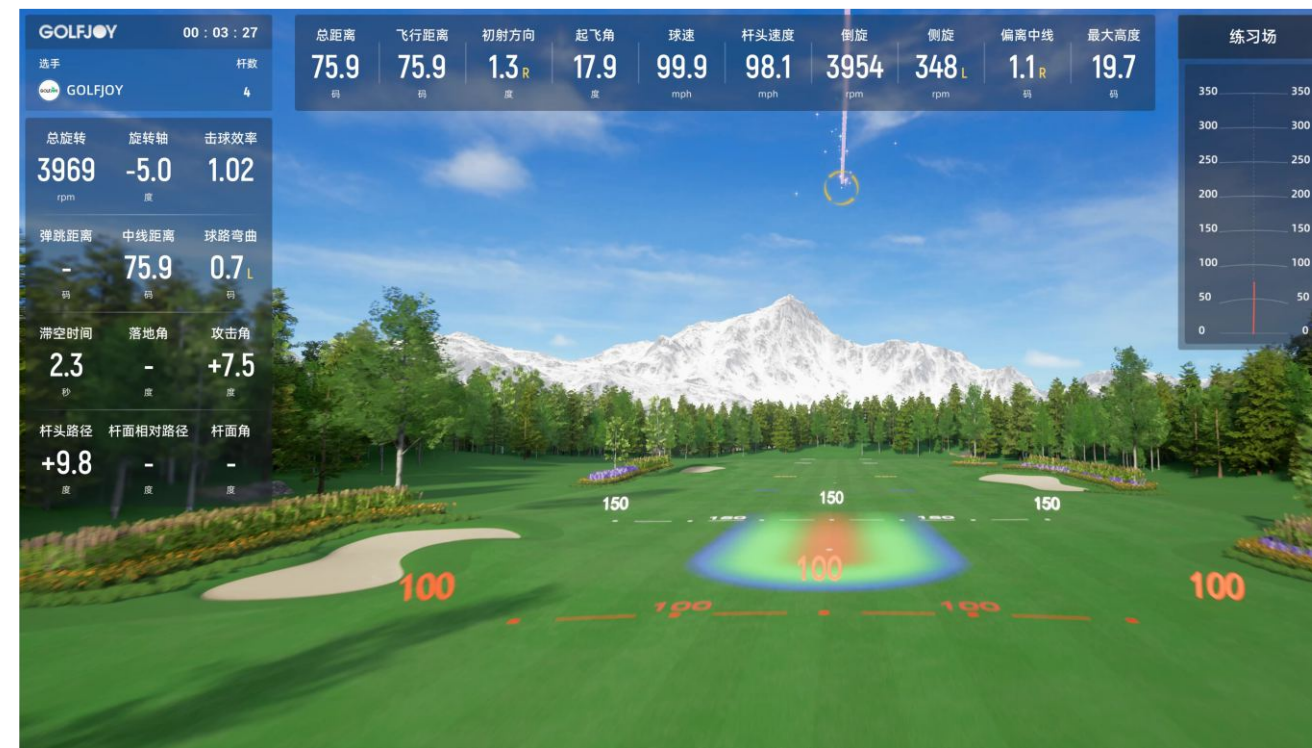 GOLFJOY 00 : 03 : 27
选手 杆数
GOLFJOY 4
总距离 飞行距离 初射方向 起飞角 球速 杆头速度 倒旋 侧旋 偏离中线 最大高度
75.9 75.9 1.3 R 17.9 99.9 98.1 3954 348 L 1.1 R 19.7
码 码 度 度 mph mph rpm rpm 码 码
练习场
350 350
300 300
250 250
200 200
150 150
100 100
50 50
0 0
总旋转 旋转轴 击球效率
3969 -5.0 1.02
rpm 度
弹跳距离 中线距离 球路弯曲
- 75.9 0.7 L
码 码 码
滞空时间 落地角 攻击角
2.3 - +7.5
秒 度 度
杆头路径 杆面相对路径 杆面角
+9.8 - -
度 度 度
150 150 150
150 150
100 100 100
100 100